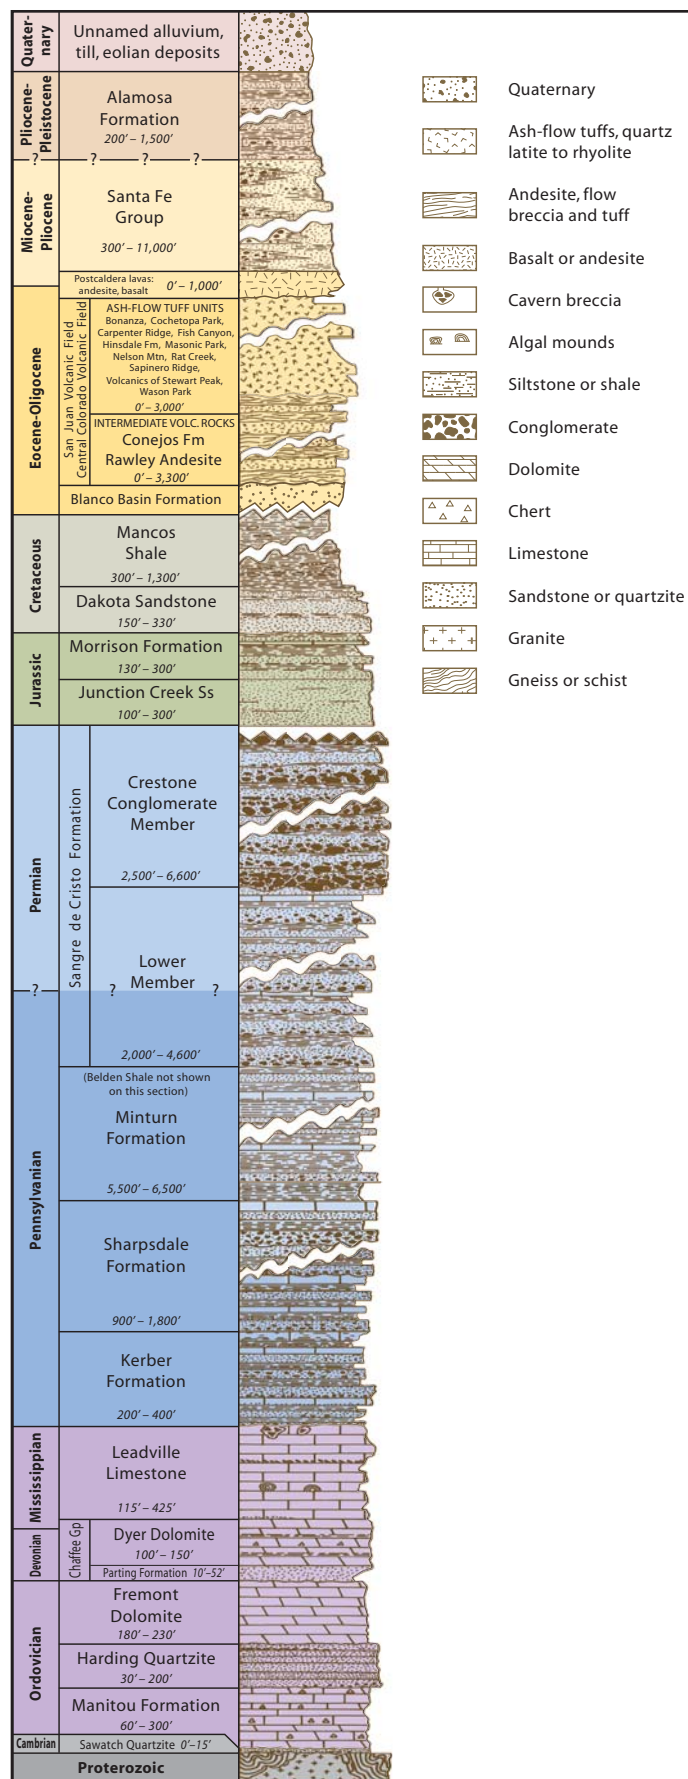 Quater-
nary
Unnamed alluvium,
till, eolian deposits
Pliocene-
Pleistocene
Alamosa
Formation
200’ – 1,500’
? ? ? ?
Miocene-
Pliocene
Santa Fe
Group
300’ – 11,000’
Postcaldera lavas:
andesite, basalt
0’ – 1,000’
Eocene-Oligocene
San Juan Volcanic Field
Central Colorado Volcanic Field
ASH-FLOW TUFF UNITS
Bonanza, Cochetopa Park,
Carpenter Ridge, Fish Canyon,
Hinsdale Fm, Masonic Park,
Nelson Mtn, Rat Creek,
Sapinero Ridge,
Volcanics of Stewart Peak,
Wason Park
0’ – 3,000’
INTERMEDIATE VOLC. ROCKS
Conejos Fm
Rawley Andesite
0’ – 3,300’
Blanco Basin Formation
Cretaceous
Mancos
Shale
300’ – 1,300’
Dakota Sandstone
150’ – 330’
Jurassic
Morrison Formation
130’ – 300’
Junction Creek Ss
100’ – 300’
Permian
Sangre de Cristo Formation
Crestone
Conglomerate
Member
2,500’ – 6,600’
Lower
Member
? ? ?
2,000’ – 4,600’
Pennsylvanian
(Belden Shale not shown
on this section)
Minturn
Formation
5,500’ – 6,500’
Sharpsdale
Formation
900’ – 1,800’
Kerber
Formation
200’ – 400’
Mississippian
Leadville
Limestone
115’ – 425’
Devonian
Chaffee Gp
Dyer Dolomite
100’ – 150’
Parting Formation 10’–52’
Ordovician
Fremont
Dolomite
180’ – 230’
Harding Quartzite
30’ – 200’
Manitou Formation
60’ – 300’
Cambrian
Sawatch Quartzite 0’–15’
Proterozoic
Quaternary
Ash-flow tuffs, quartz
latite to rhyolite
Andesite, flow
breccia and tuff
Basalt or andesite
Cavern breccia
Algal mounds
Siltstone or shale
Conglomerate
Dolomite
Chert
Limestone
Sandstone or quartzite
Granite
Gneiss or schist